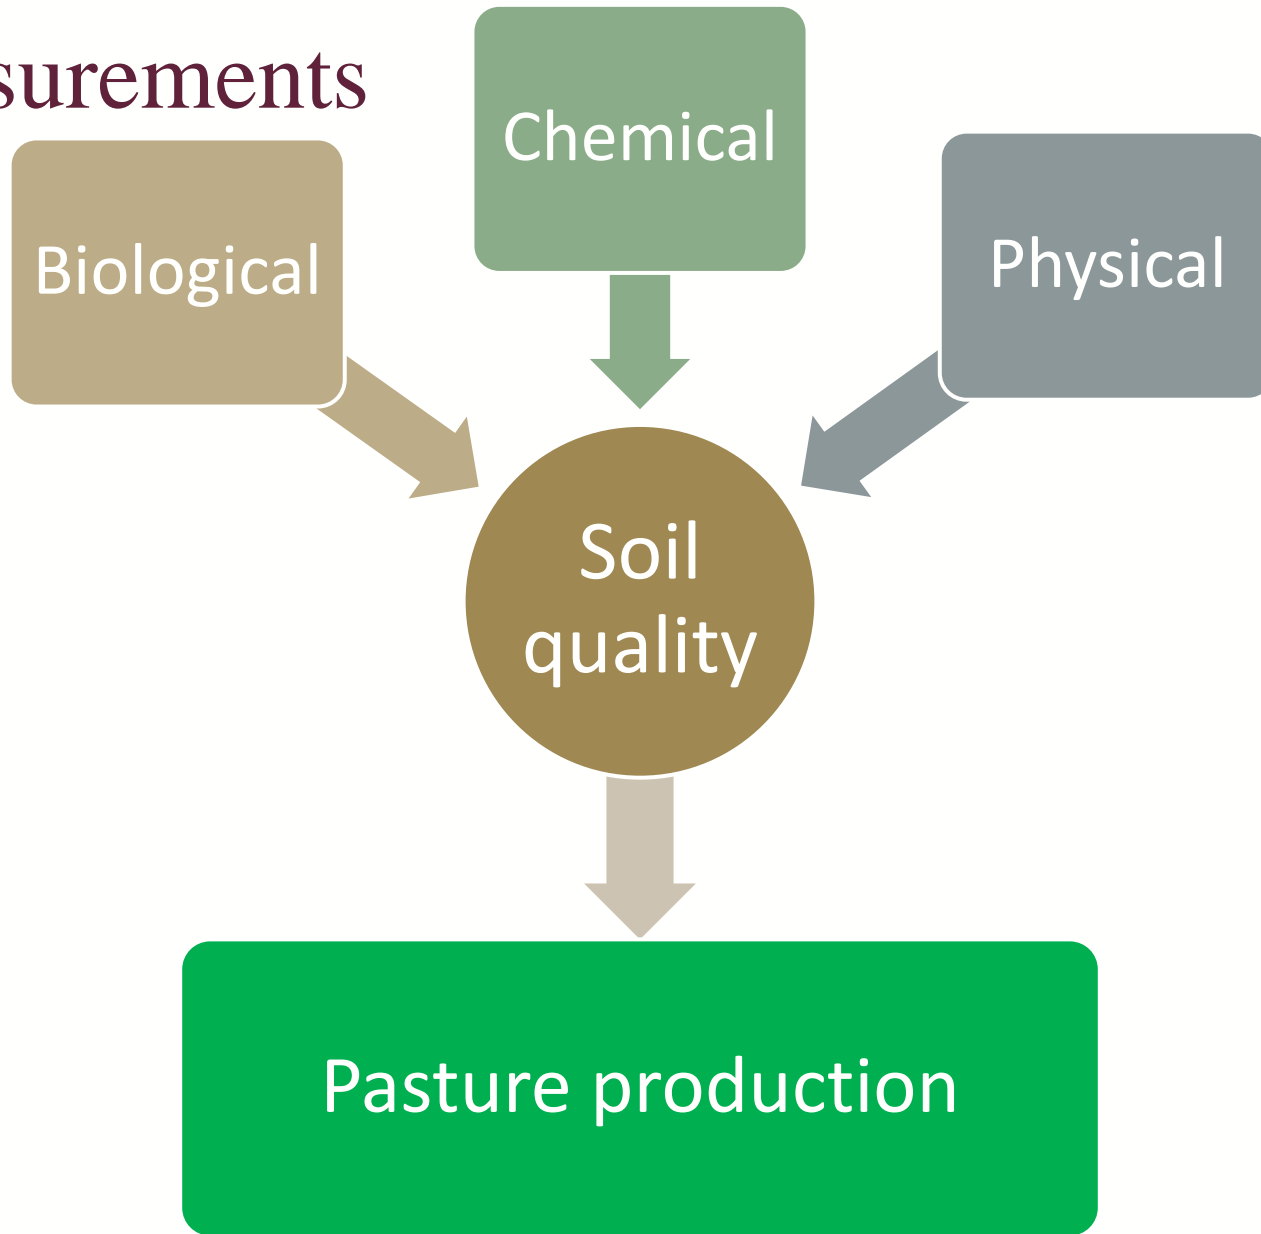 surements
Chemical
Biological
Physical
Soil
quality
Pasture production